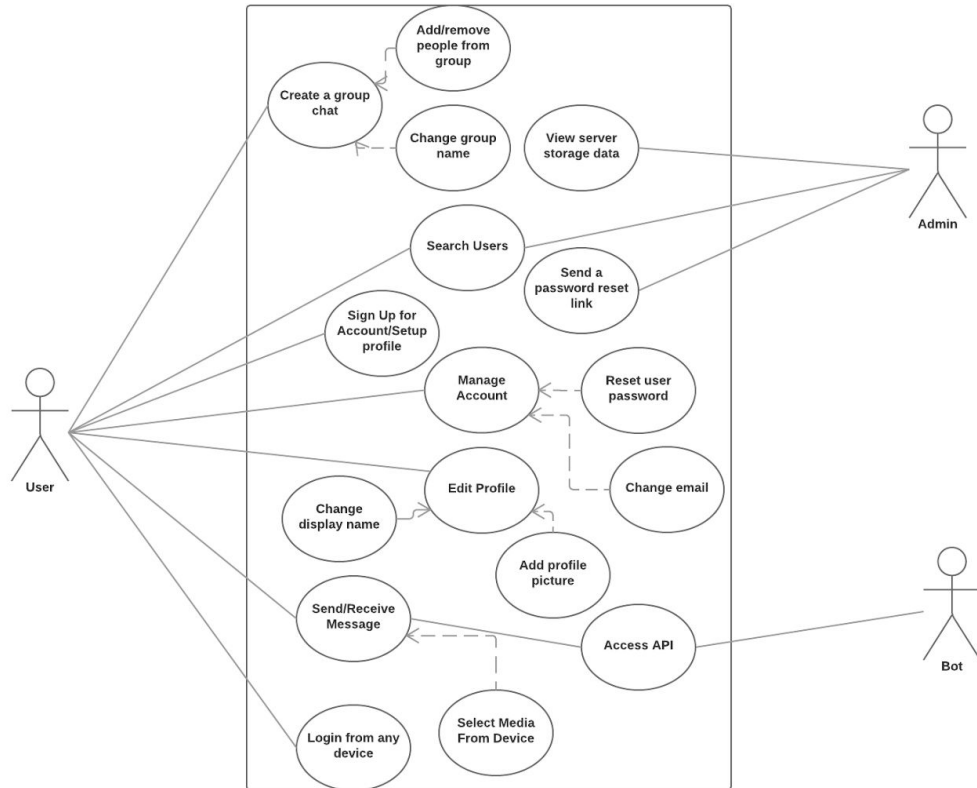 Add/remove
people from
group
Create a group
chat
Change group
name
View server
storage data
Admin
Search Users
Send a
password reset
link
Sign Up for
Account/Setup
profile
Manage
Account
Reset user
password
User
Edit Profile
Change email
Change
display name
Add profile
picture
Send/Receive
Message
Access API
Bot
Login from any
device
Select Media
From Device